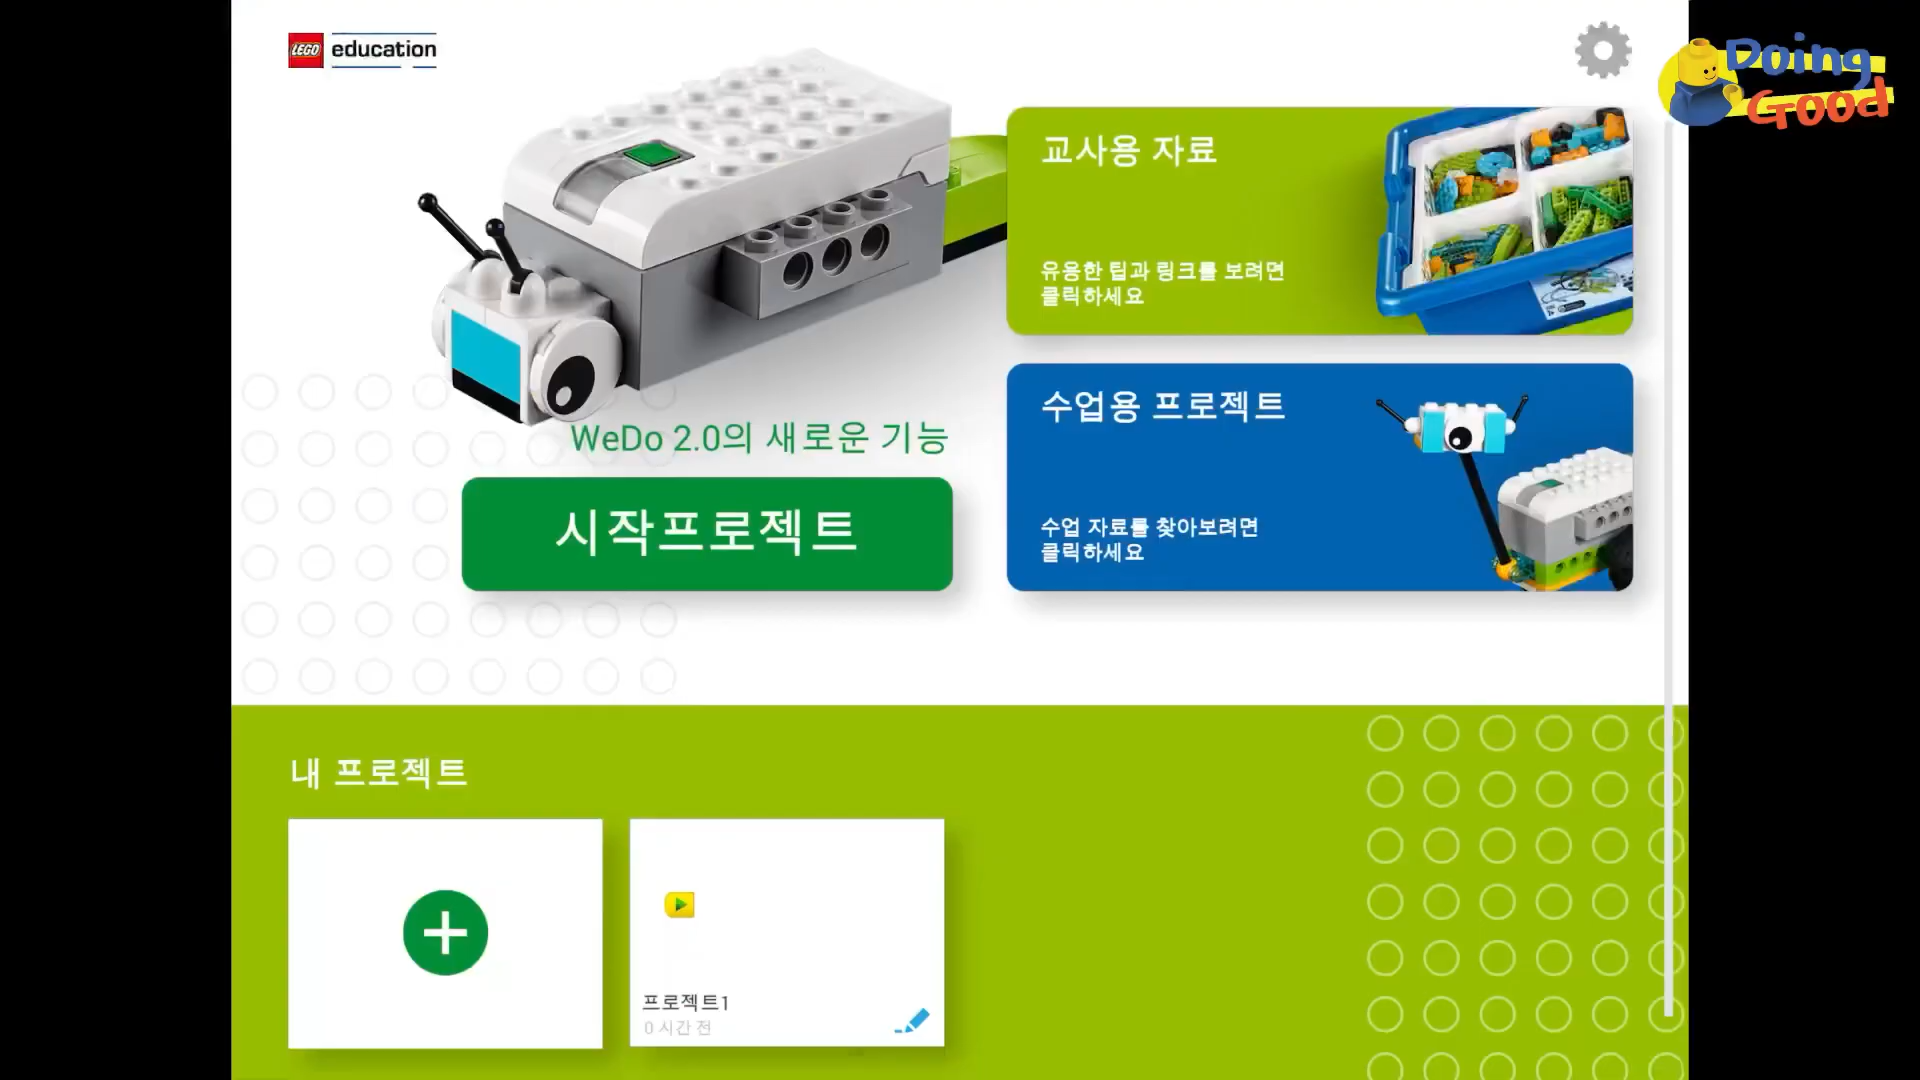 LEGO education
Doing
Good
교사용 자료
유용한 팁과 링크를 보려면
클릭하세요
WeDo 2.0의 새로운 기능
시작프로젝트
수업용 프로젝트
수업 자료를 찾아보려면
클릭하세요
내 프로젝트
프로젝트1
0 시간 전